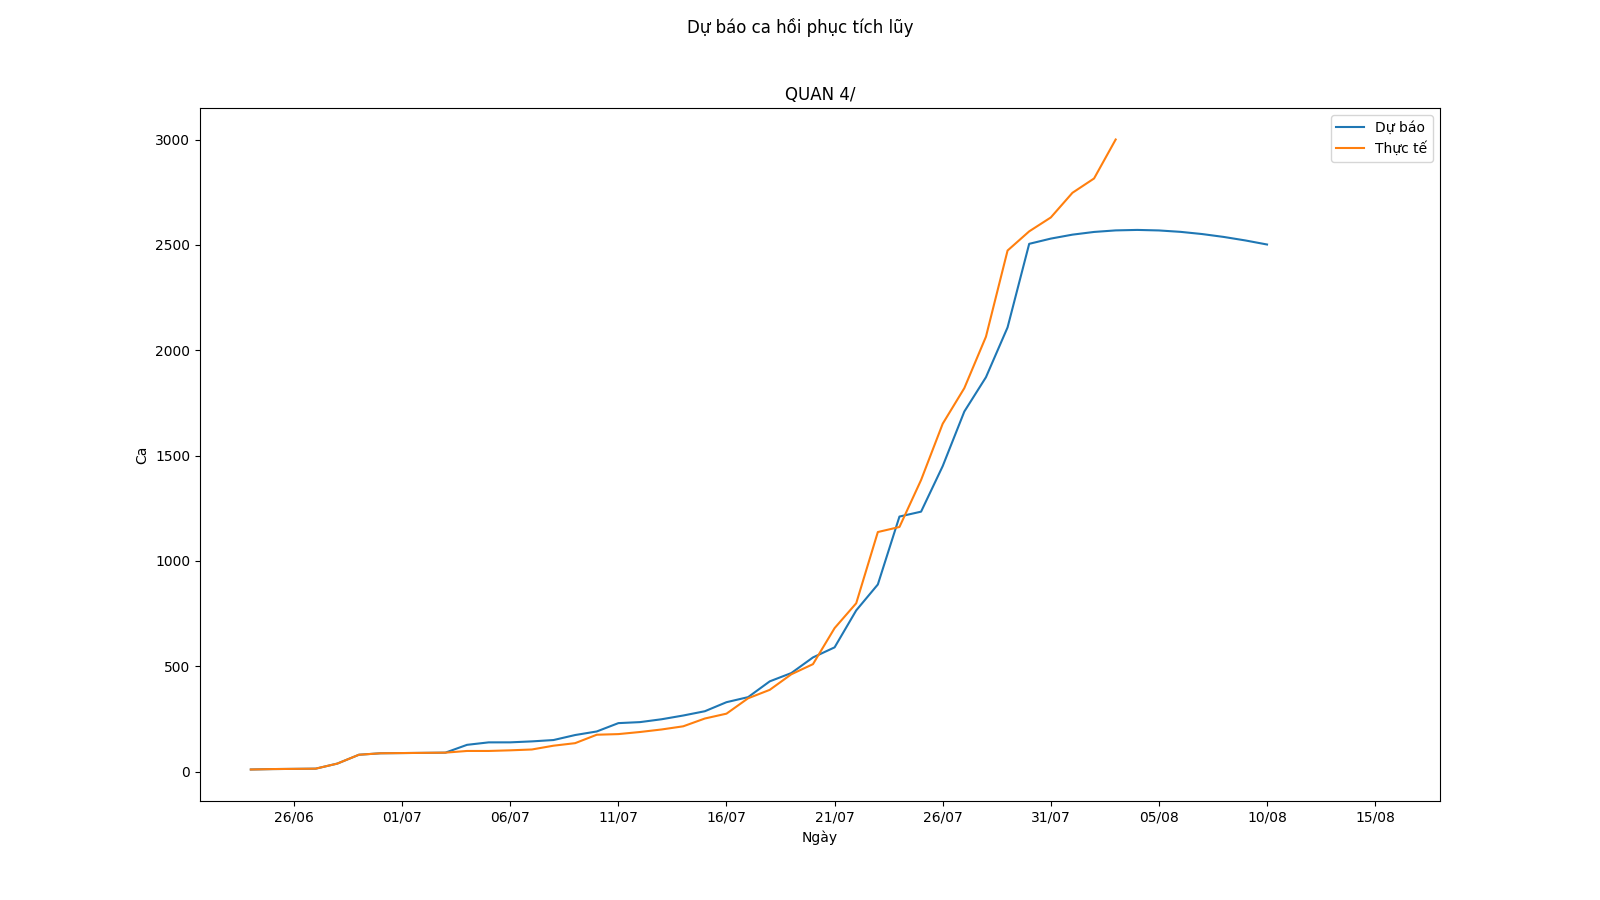 Dự báo ca hồi phục tích lũy
QUAN 4/
Dự báo
Thực tế
3000
2500
2000
1500
1000
500
0
Ca
26/06 01/07 06/07 11/07 16/07 21/07 26/07 31/07 05/08 10/08 15/08
Ngày